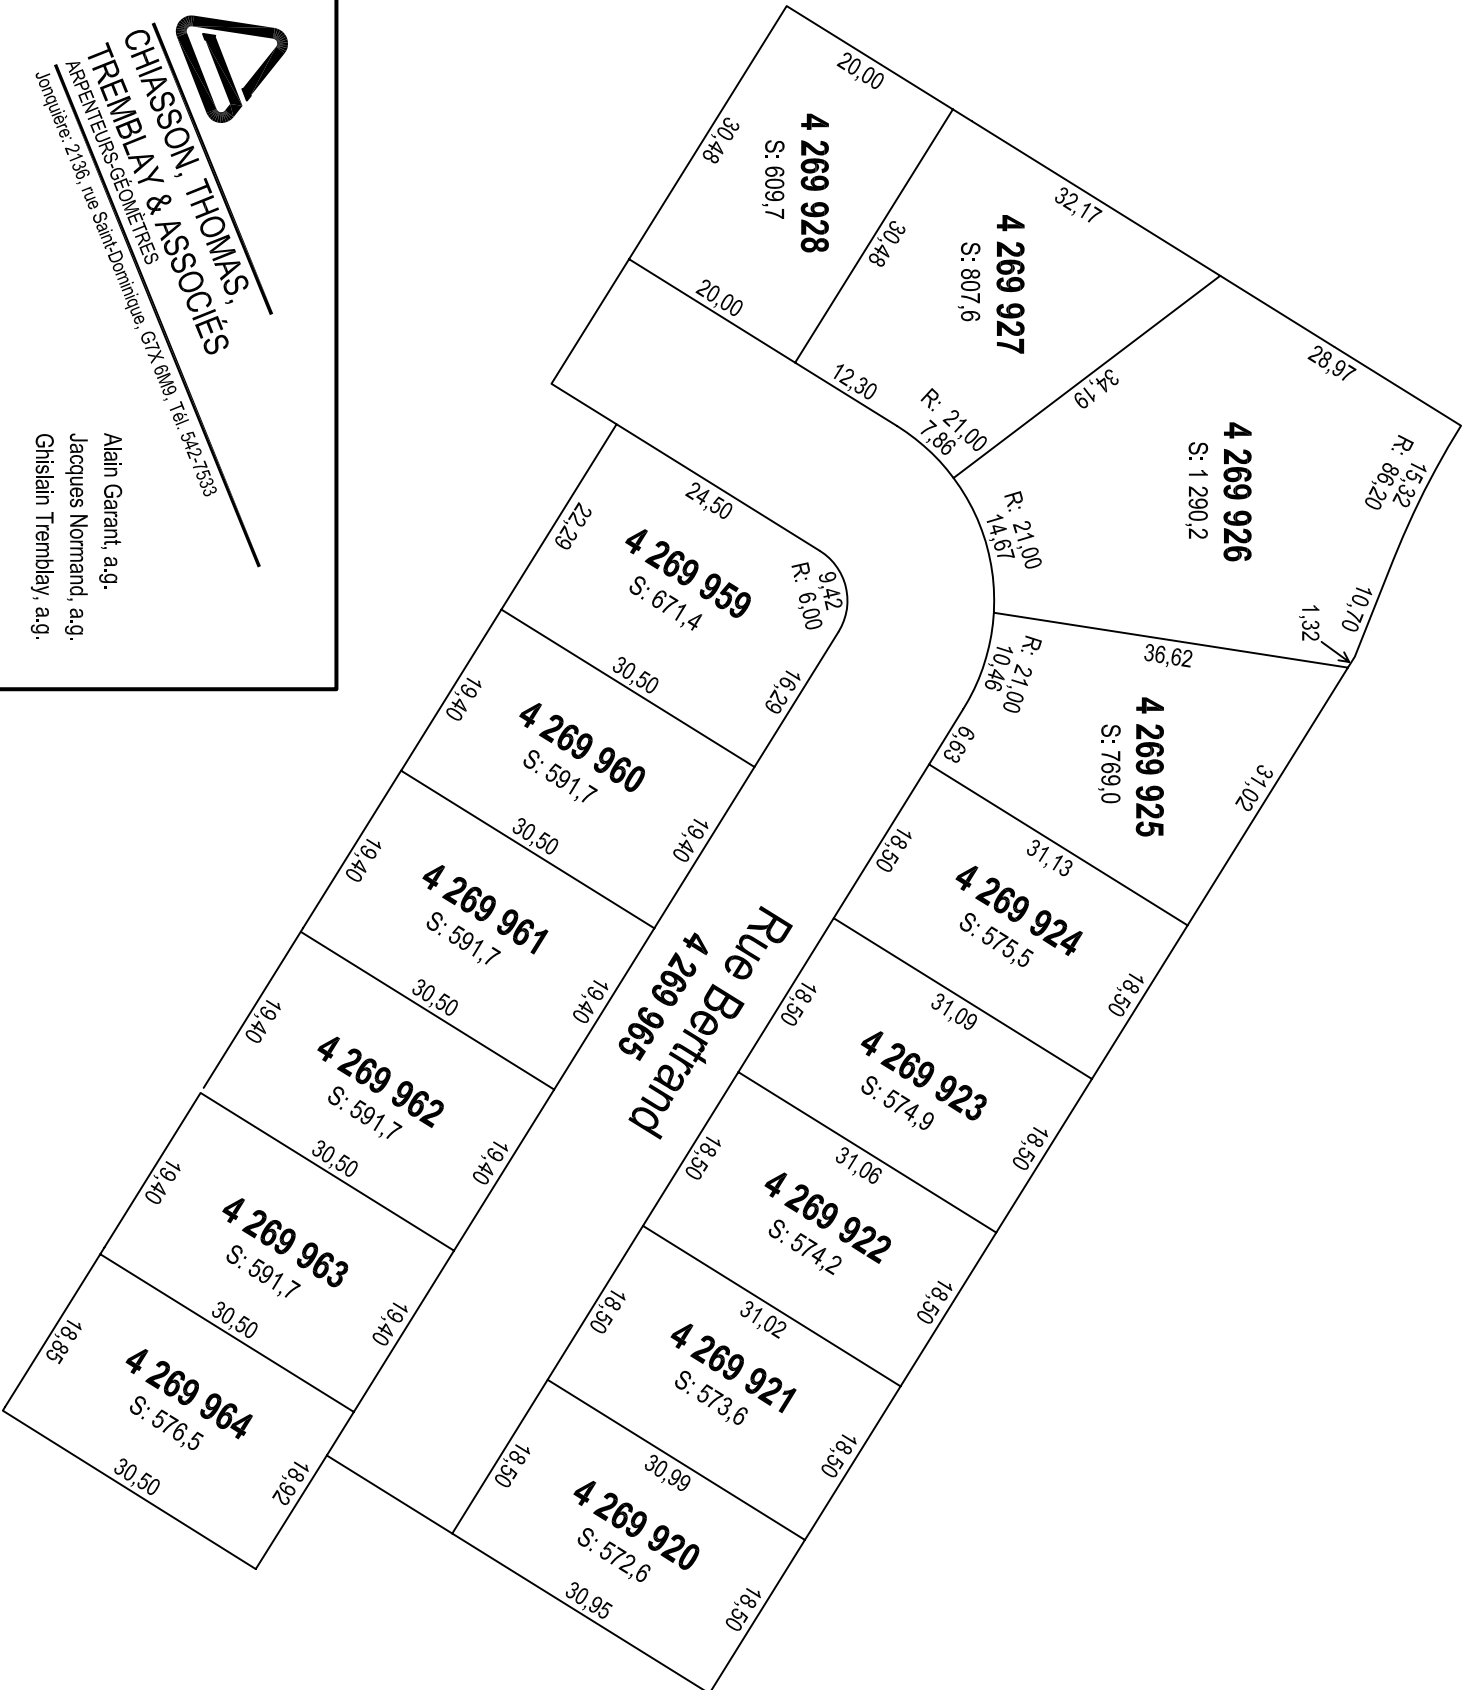 CHIASSON, THOMAS,
TREMBLAY & ASSOCIÉS
ARPENTEURS-GÉOMÈTRES
Jonquière: 2136, rue Saint-Dominique, G7X 6M9, Tél. 542-7533
Alain Garant, a.g.
Jacques Normand, a.g.
Ghislain Tremblay, a.g.
20,00
30,48
4 269 928
S: 609,7
20,00
30,48
32,17
4 269 927
S: 807,6
12,30
R: 21,00
7,86
34,19
28,97
4 269 926
S: 1 290,2
15,32
R: 86,20
10,70
1,32
R: 21,00
14,67
36,62
4 269 925
S: 769,0
R: 21,00
10,46
6,63
31,02
31,13
18,50
4 269 924
S: 575,5
18,50
31,09
18,50
4 269 923
S: 574,9
18,50
31,06
18,50
4 269 922
S: 574,2
18,50
31,02
18,50
4 269 921
S: 573,6
18,50
30,99
18,50
4 269 920
S: 572,6
18,50
30,95
Rue Bertrand
4 269 965
24,50
22,29
4 269 959
S: 671,4
9,42
R: 6,00
16,29
30,50
19,40
4 269 960
S: 591,7
19,40
30,50
19,40
4 269 961
S: 591,7
19,40
30,50
19,40
4 269 962
S: 591,7
19,40
30,50
19,40
4 269 963
S: 591,7
19,40
30,50
18,85
4 269 964
S: 576,5
18,92
30,50